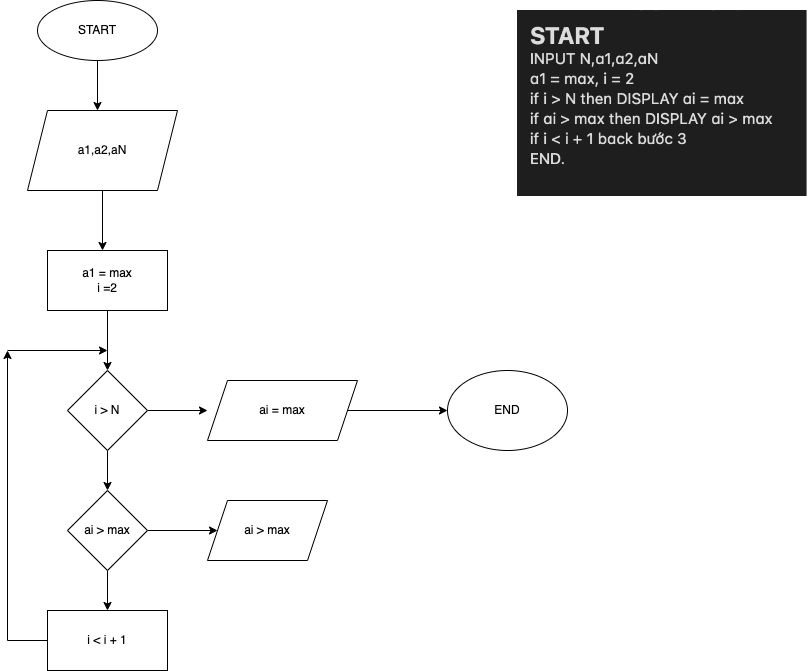 START
a1,a2,aN
a1 = max
i =2
i > N
ai = max
END
ai > max
ai > max
i < i + 1
START
INPUT N,a1,a2,aN
a1 = max, i = 2
if i > N then DISPLAY ai = max
if ai > max then DISPLAY ai > max
if i < i + 1 back bước 3
END.